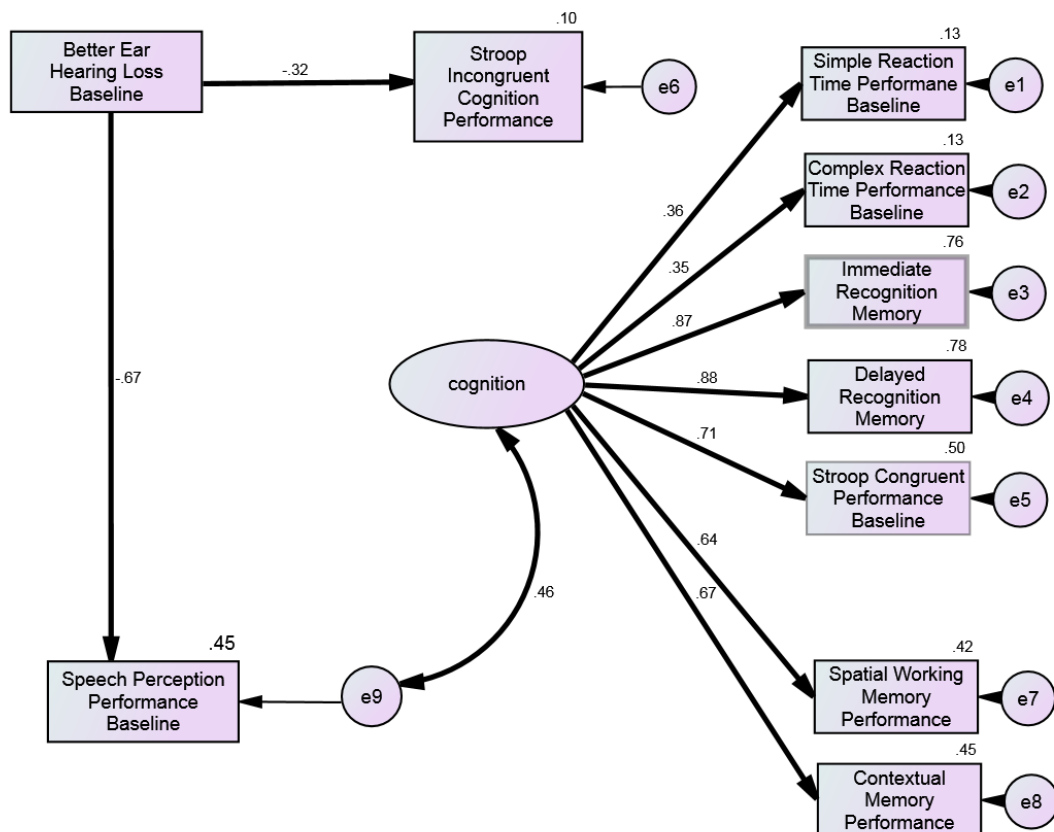 .10
.13
Better Ear
Hearing Loss
Baseline
-.32
Stroop
Incongruent
Cognition
Performance
e6
Simple Reaction
Time Performane
Baseline
e1
.13
Complex Reaction
Time Performance
Baseline
e2
.36
.35
.76
Immediate
Recognition
Memory
e3
.87
.78
-.67
cognition
.88
Delayed
Recognition
Memory
e4
.71
.50
Stroop Congruent
Performance
Baseline
e5
.64
.46
.67
.45
Speech Perception
Performance
Baseline
e9
.42
Spatial Working
Memory
Performance
e7
.45
Contextual
Memory
Performance
e8